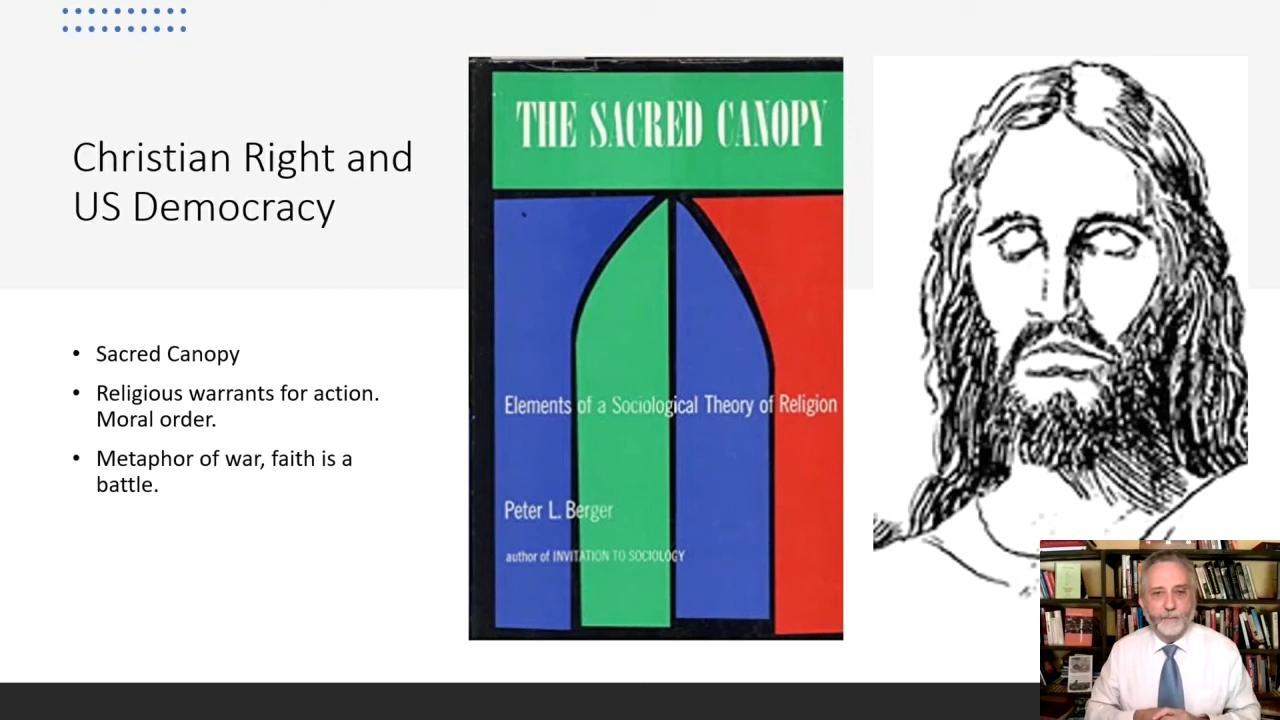 Christian Right and
US Democracy
• Sacred Canopy
• Religious warrants for action.
Moral order.
• Metaphor of war, faith is a
battle.
THE SACRED CANOPY
Elements of a Sociological Theory of Religion
Peter L. Berger
author of INVITATION TO SOCIOLOGY